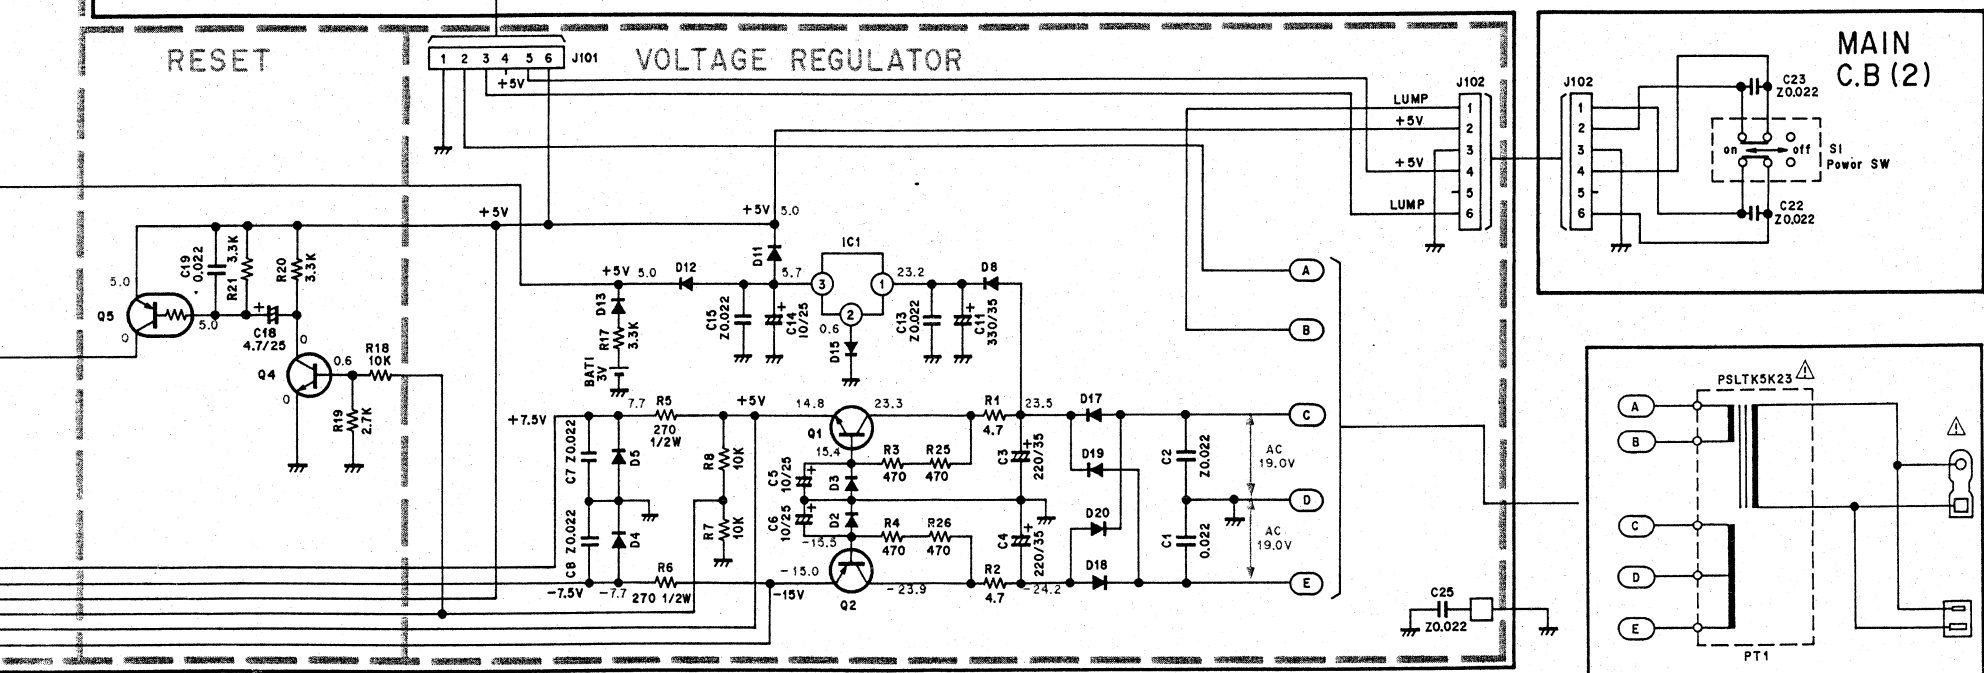 RESET
VOLTAGE REGULATOR
MAIN
C.B (2)
1 2 3 4 5 6
J101
+5V
J102
1
2
3
4
5
6
LUMP
+5V
+5V
LUMP
J102
1
2
3
4
5
6
C23
Z0.022
on
off
S1
Powor SW
C22
Z0.022
+5V
+5V 5.0
C19
0.022
R21
3.3K
R20
3.3K
5.0
Q5
0
5.0
C18
4.7/25
+
0
0.6
R18
10K
Q4
0
R19
2.7K
+5V 5.0
D12
D11
5.7
IC1
3
1
2
23.2
D8
D13
R17
3.3K
BAT1
3V
C15
Z0.022
C14
10/25
+
0.6
D15
C13
Z0.022
C11
330/35
+
A
B
C
D
E
+7.5V
7.7
R5
270
1/2W
+5V
14.8
23.3
R1
4.7
23.5
D17
Q1
15.4
R3
470
R25
470
C7 Z0.022
D5
R8
10K
C5
10/25
+
D3
C3
220/35
+
D19
C2
Z0.022
AC
19.0V
C8 Z0.022
D4
R7
10K
C6
10/25
+
D2
R4
470
R26
470
C4
220/35
+
D20
C1
0.022
AC
19.0V
-15.5
-15.0
R6
270 1/2W
-7.5V
-7.7
-15V
Q2
-23.9
R2
4.7
-24.2
D18
C25
Z0.022
PSLTK5K23
A
B
C
D
E
PT1